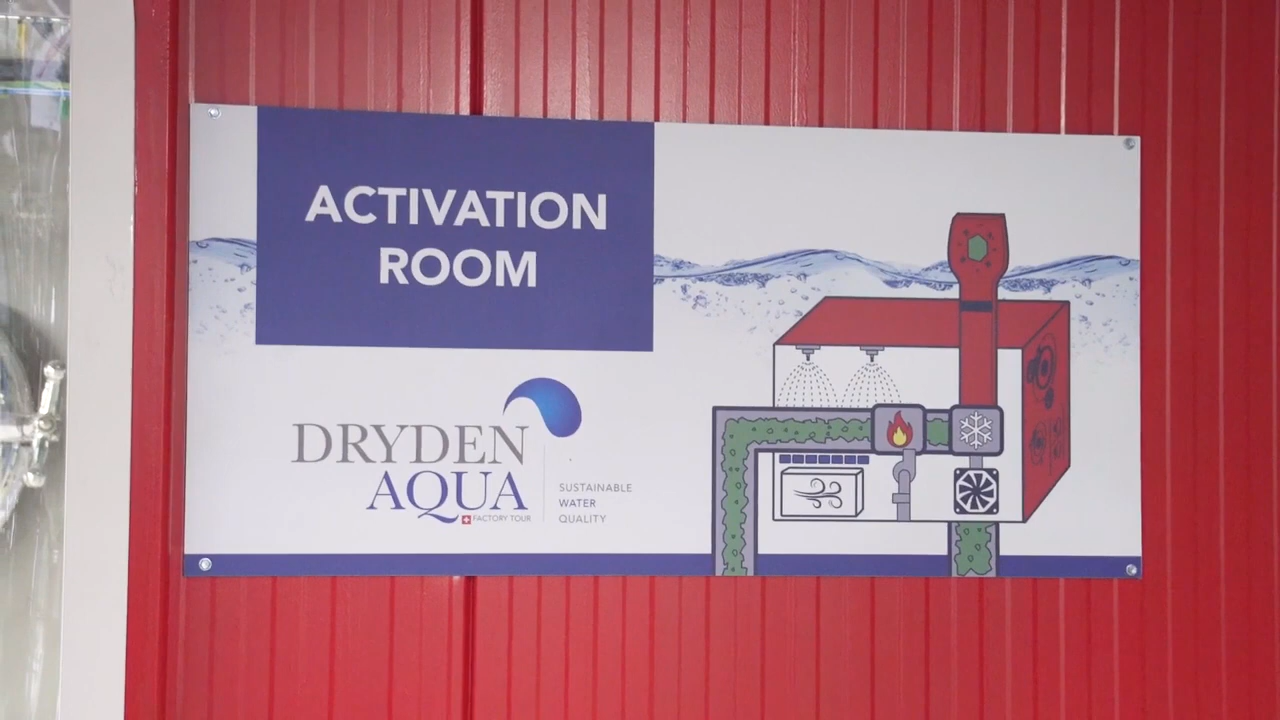 ACTIVATION
ROOM
DRYDEN
AQUA
FACTORY TOUR
SUSTAINABLE
WATER
QUALITY